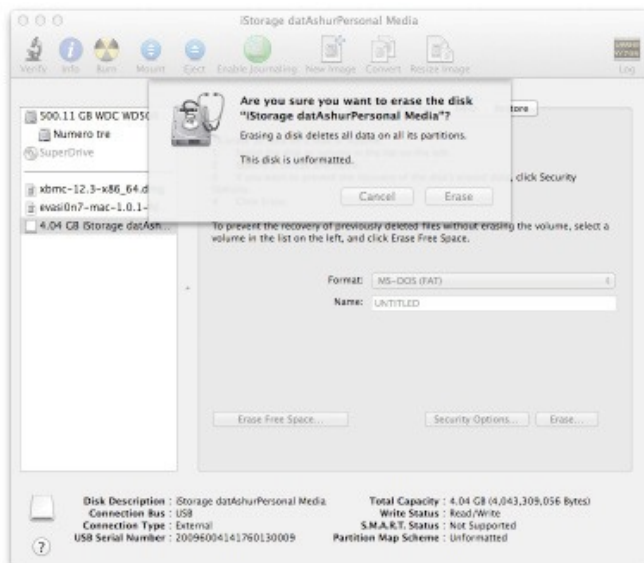 iStorage datAshurPersonal Media
Verify Info Burn Mount Eject Enable Journaling New Image Convert Resize Image Log
Are you sure you want to erase the disk
"iStorage datAshurPersonal Media"?
Erasing a disk deletes all data on all its partitions.
This disk is unformatted.
Cancel Erase
500.11 GB WDC WD50
Numero tre
SuperDrive
xbmc-12.3-x86_64.d
evasi0n7-mac-1.0.1-
4.04 GB iStorage datAsh...
tore
, click Security
To prevent the recovery of previously deleted files without erasing the volume, select a
volume in the list on the left, and click Erase Free Space.
Format: MS-DOS (FAT)
Name: UNTITLED
Erase Free Space... Security Options... Erase...
Disk Description : iStorage datAshurPersonal Media
Connection Bus : USB
Connection Type : External
USB Serial Number : 20096004141760130009
Total Capacity : 4.04 GB (4,043,309,056 Bytes)
Write Status : Read/Write
S.M.A.R.T. Status : Not Supported
Partition Map Scheme : Unformatted
?